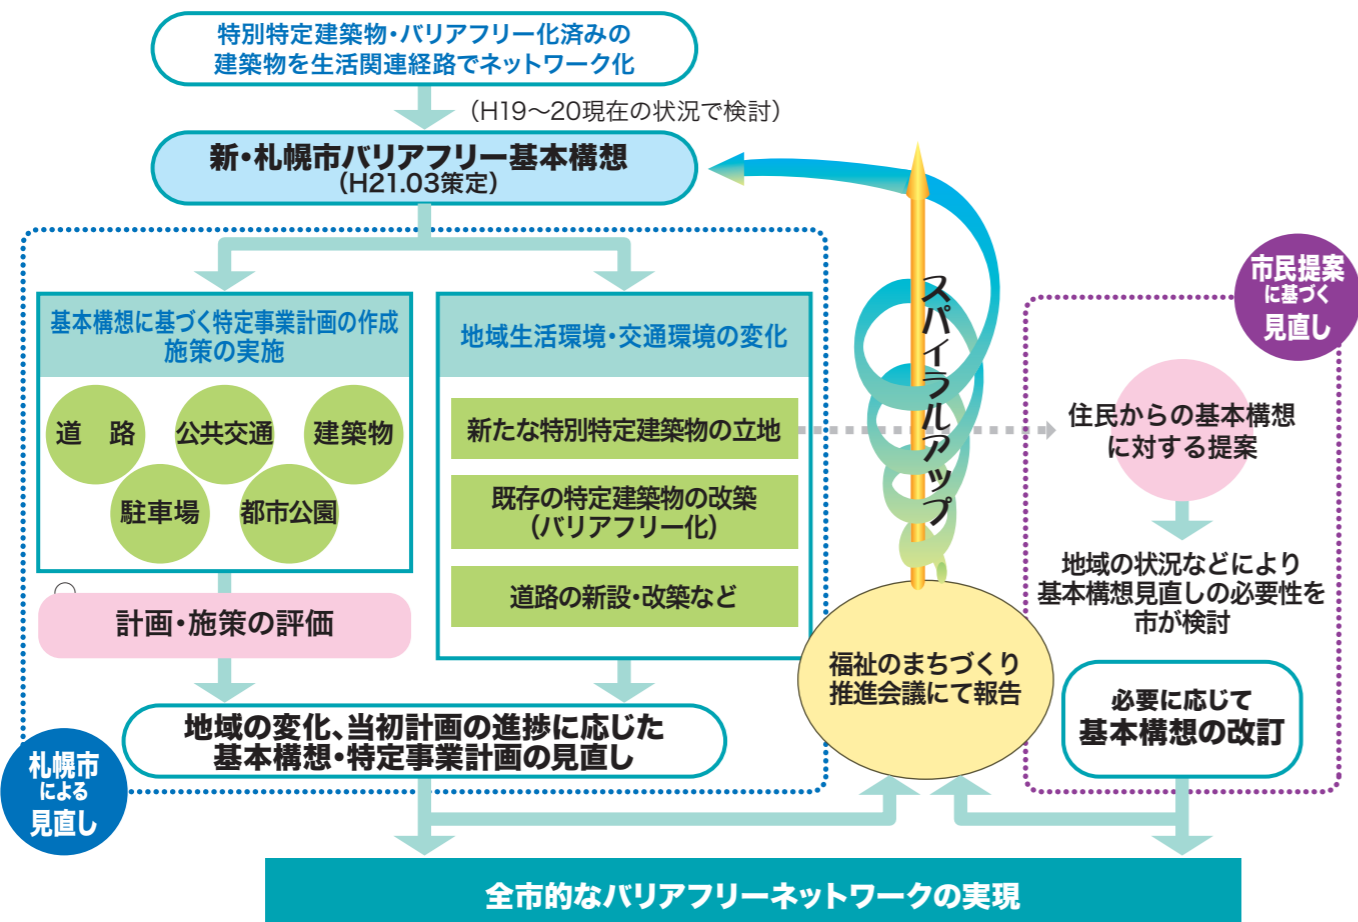 特別特定建築物・バリアフリー化済みの
建築物を生活関連経路でネットワーク化
（H19～20現在の状況で検討）
新・札幌市バリアフリー基本構想
（H21.03策定）
基本構想に基づく特定事業計画の作成
施策の実施
道　路
公共交通
建築物
駐車場
都市公園
計画・施策の評価
地域生活環境・交通環境の変化
新たな特別特定建築物の立地
既存の特定建築物の改築
（バリアフリー化）
道路の新設・改築など
地域の変化、当初計画の進捗に応じた
基本構想・特定事業計画の見直し
札幌市
による
見直し
スパイラルアップ
福祉のまちづくり
推進会議にて報告
市民提案
に基づく
見直し
住民からの基本構想
に対する提案
地域の状況などにより
基本構想見直しの必要性を
市が検討
必要に応じて
基本構想の改訂
全市的なバリアフリーネットワークの実現